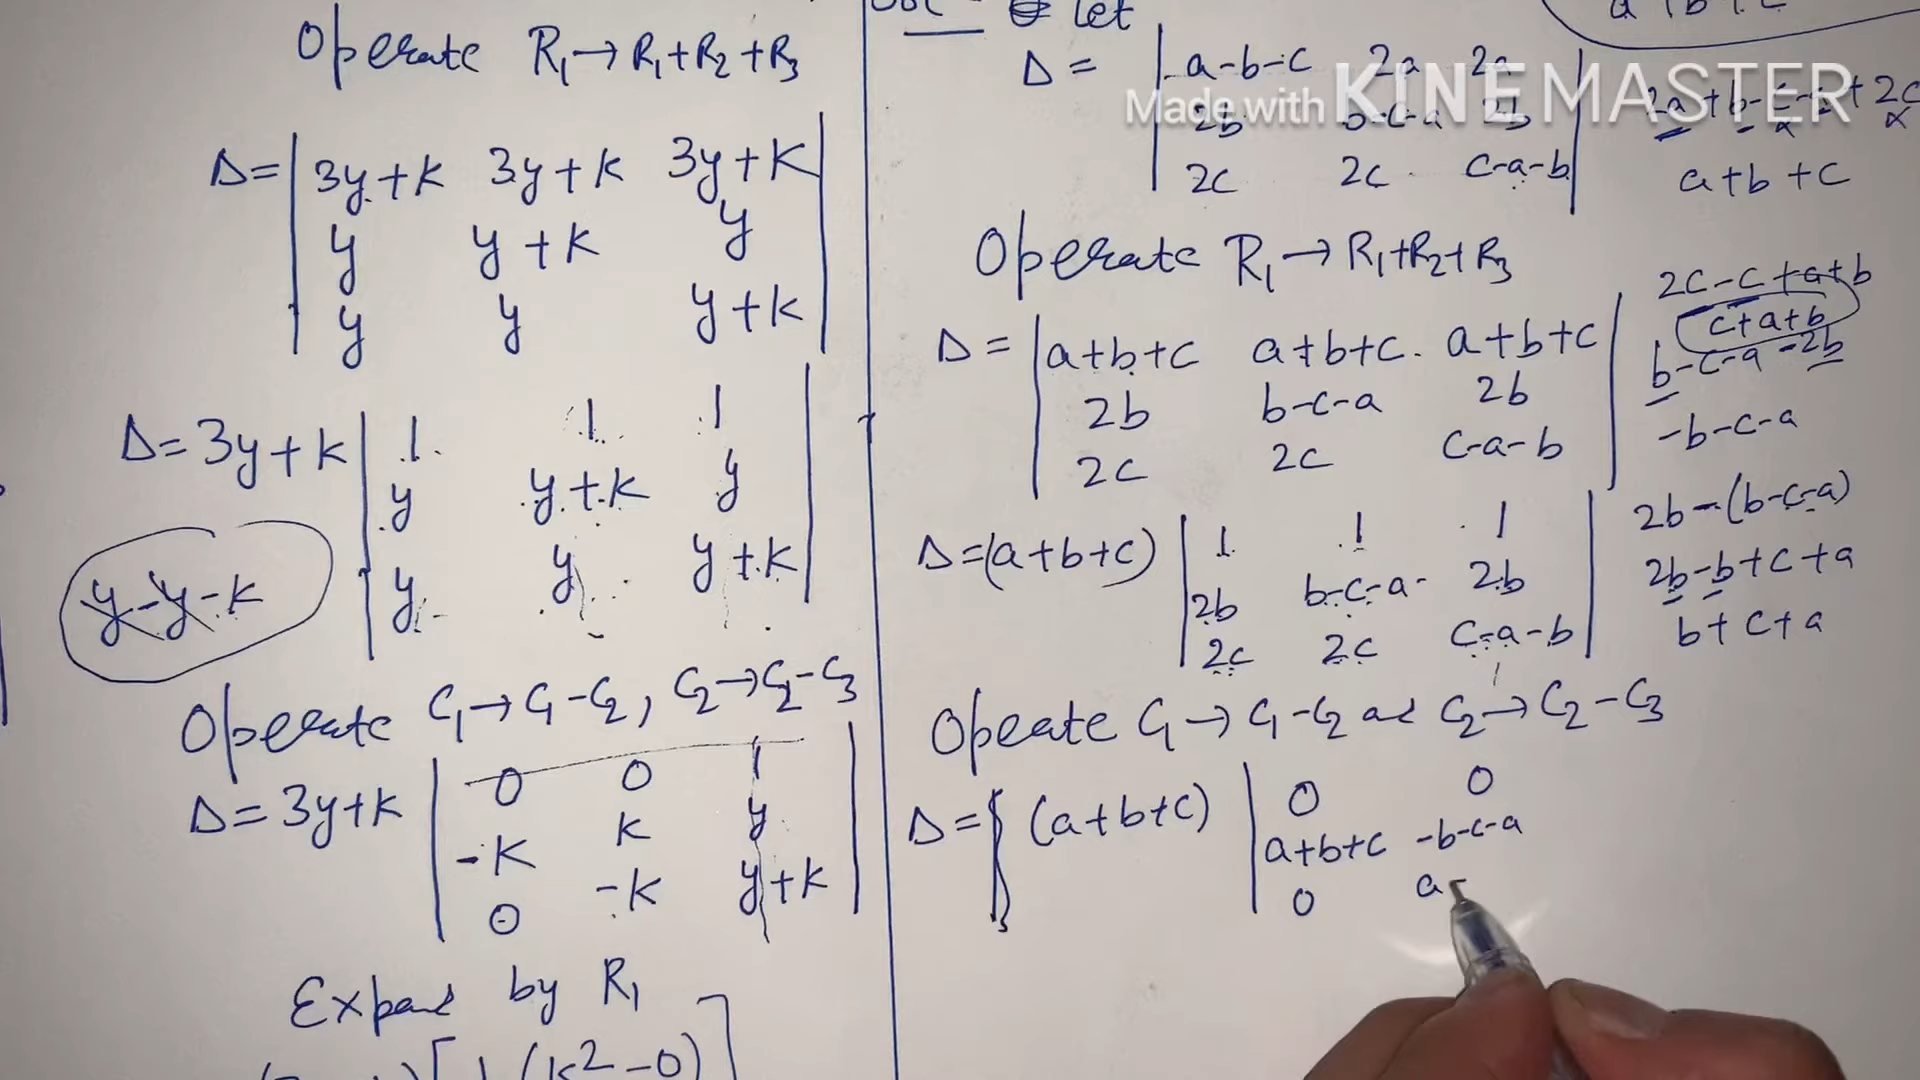 Operate R₁→R₁+R₂+R₃
Δ= | 3y+k 3y+k 3y+k |
y y+k y
y y y+k
Δ=3y+k | 1 1 1 |
y y+k y
y y y+k
y-y-k
Operate C₁→C₁-C₂, C₂→C₂-C₃
Δ=3y+k | 0 0 1 |
-k k y
0 -k y+k
Expand by R₁
let
Δ= | a-b-c 2a 2a |
Made with KINEMASTER
2b b-c-a 2b
2c 2c c-a-b
a+b+c
Operate R₁→R₁+R₂+R₃
Δ= | a+b+c a+b+c a+b+c |
2b b-c-a 2b
2c 2c c-a-b
2c-c+a+b
c+a+b
b-c-a-2b
-b-c-a
Δ=(a+b+c) | 1 1 1 |
2b b-c-a 2b
2c 2c c-a-b
2b-(b-c-a)
2b-b+c+a
b+c+a
Opeate C₁→C₁-C₂ and C₂→C₂-C₃
Δ= (a+b+c) | 0 0
a+b+c -b-c-a
0 a